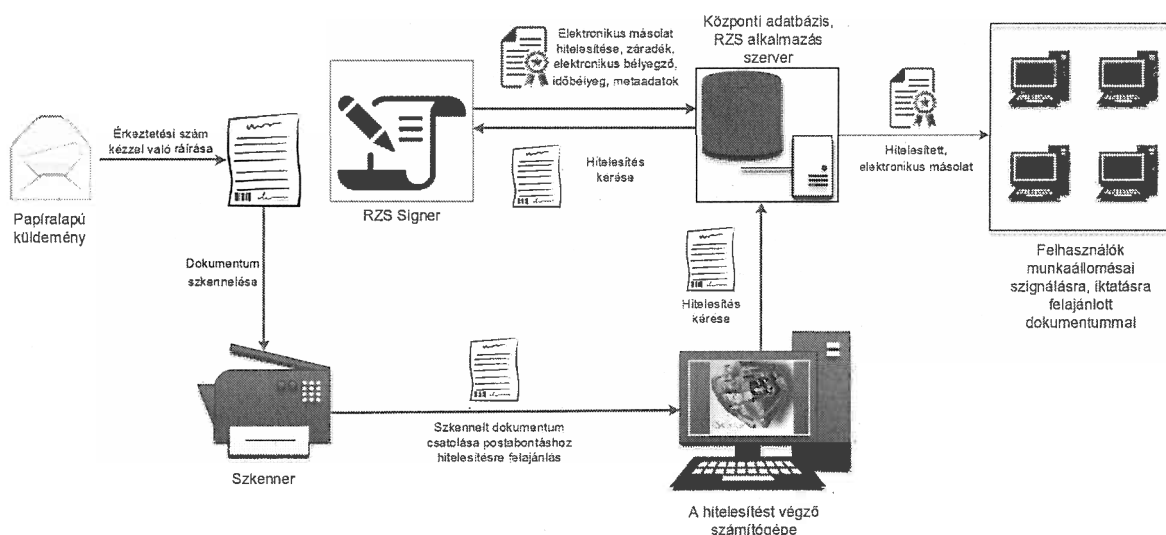 Elektronikus másolat
hitelesítése, záradék,
elektronikus bélyegző,
időbélyeg, metaadatok
Központi adatbázis,
RZS alkalmazás
szerver
Érkeztetési szám
kézzel való ráírása
Papíralapú
küldemény
RZS Signer
Hitelesítés
kérése
Hitelesített,
elektronikus másolat
Felhasználók
munkaállomásai
szignálásra, iktatásra
felajánlott
dokumentummal
Dokumentum
szkennelése
Hitelesítés
kérése
Szkennelt dokumentum
csatolása postabontáshoz
hitelesítésre felajánlás
Szkenner
A hitelesítést végző
számítógépe